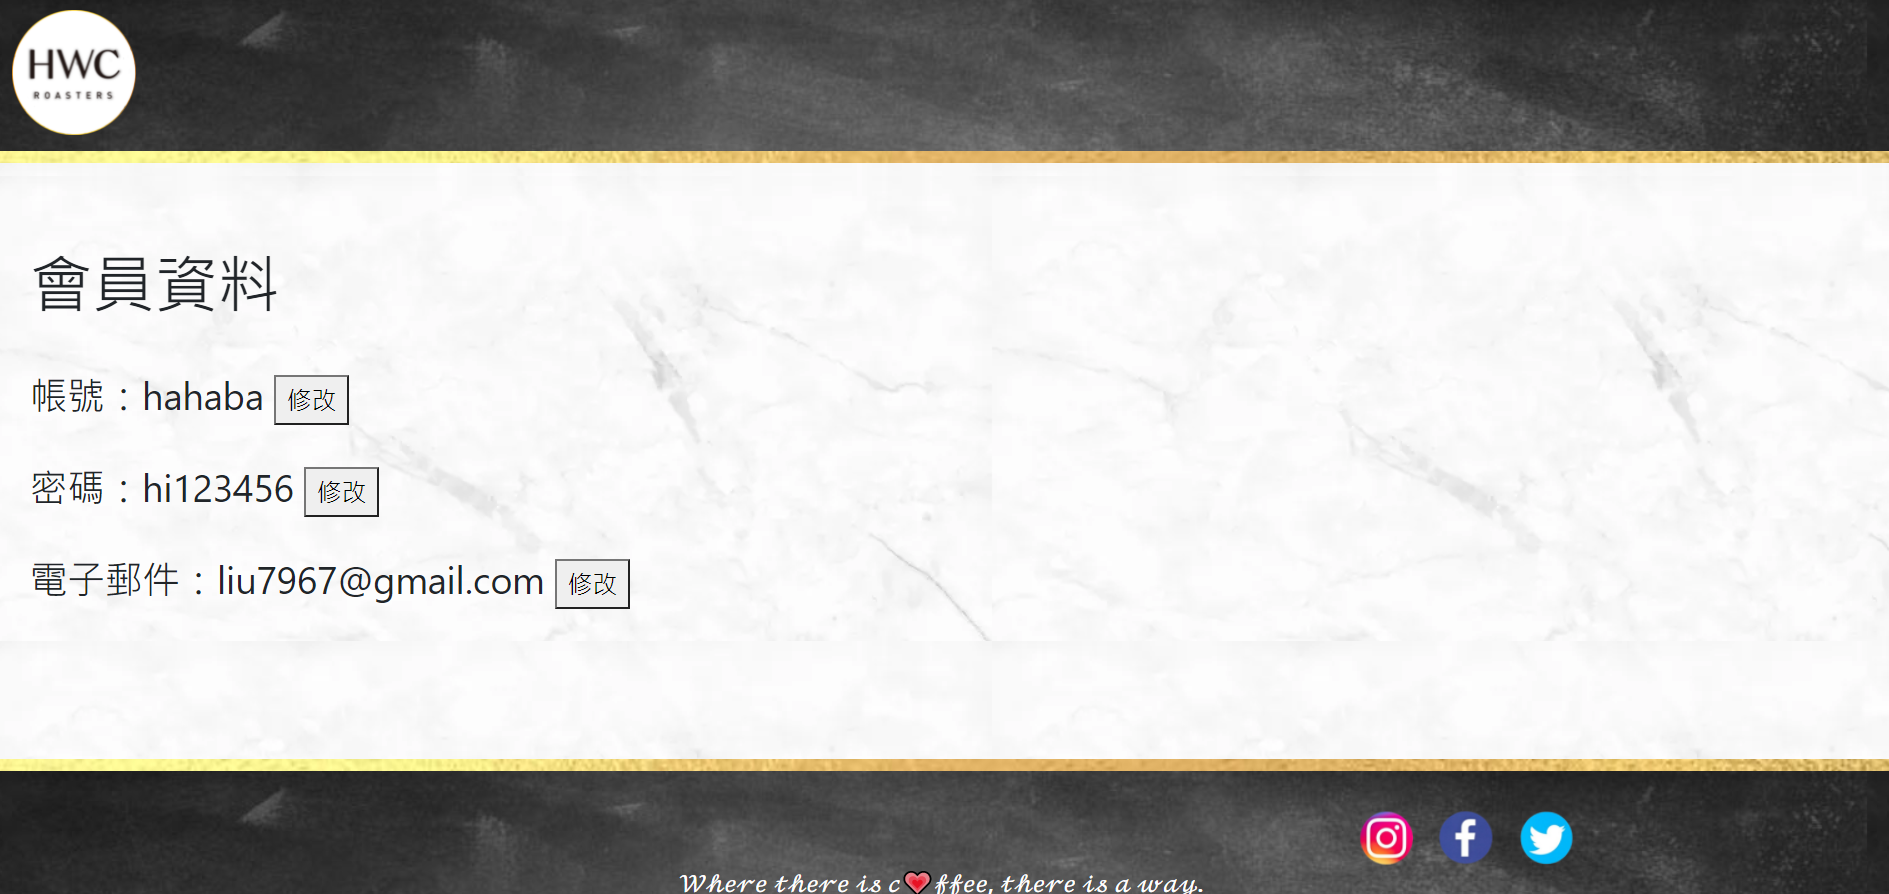 HWC
ROASTERS
會員資料
帳號：hahaba 修改
密碼：hi123456 修改
電子郵件：liu7967@gmail.com 修改
Where there is c❤ffee, there is a way.